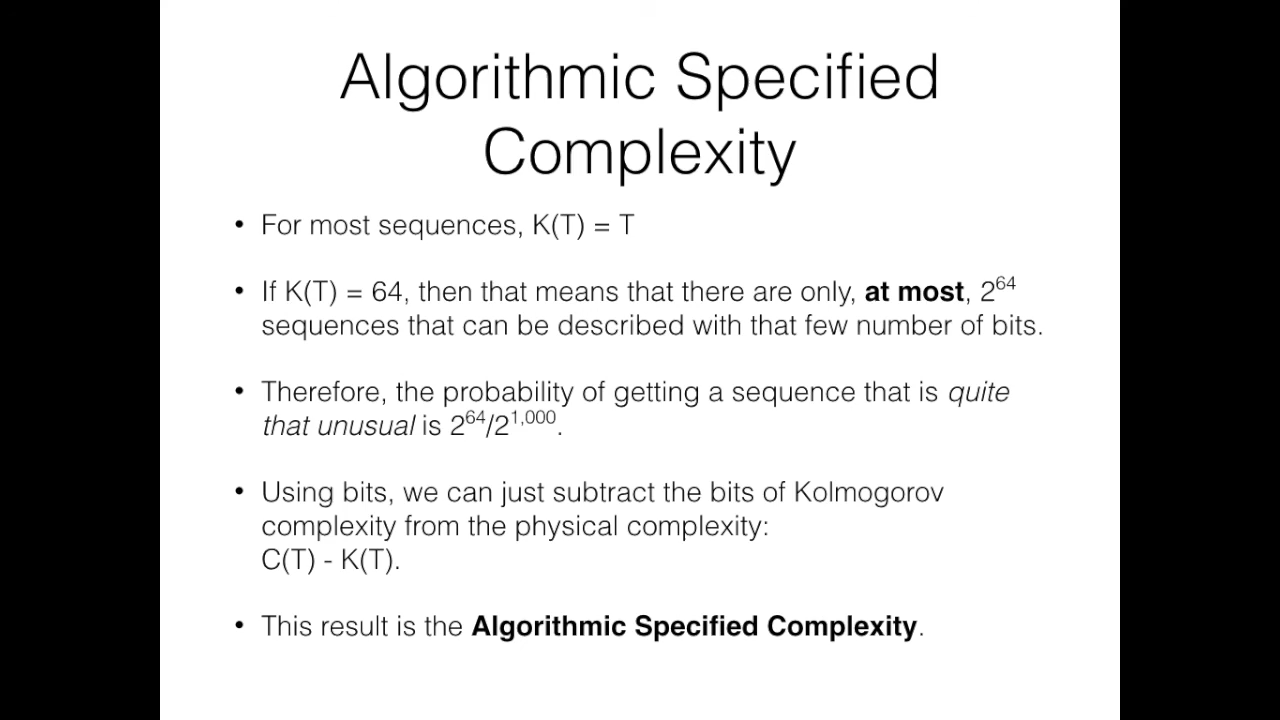 Algorithmic Specified
Complexity
• For most sequences, K(T) = T
• If K(T) = 64, then that means that there are only, at most, 2^64
sequences that can be described with that few number of bits.
• Therefore, the probability of getting a sequence that is quite
that unusual is 2^64/2^1,000.
• Using bits, we can just subtract the bits of Kolmogorov
complexity from the physical complexity:
C(T) - K(T).
• This result is the Algorithmic Specified Complexity.